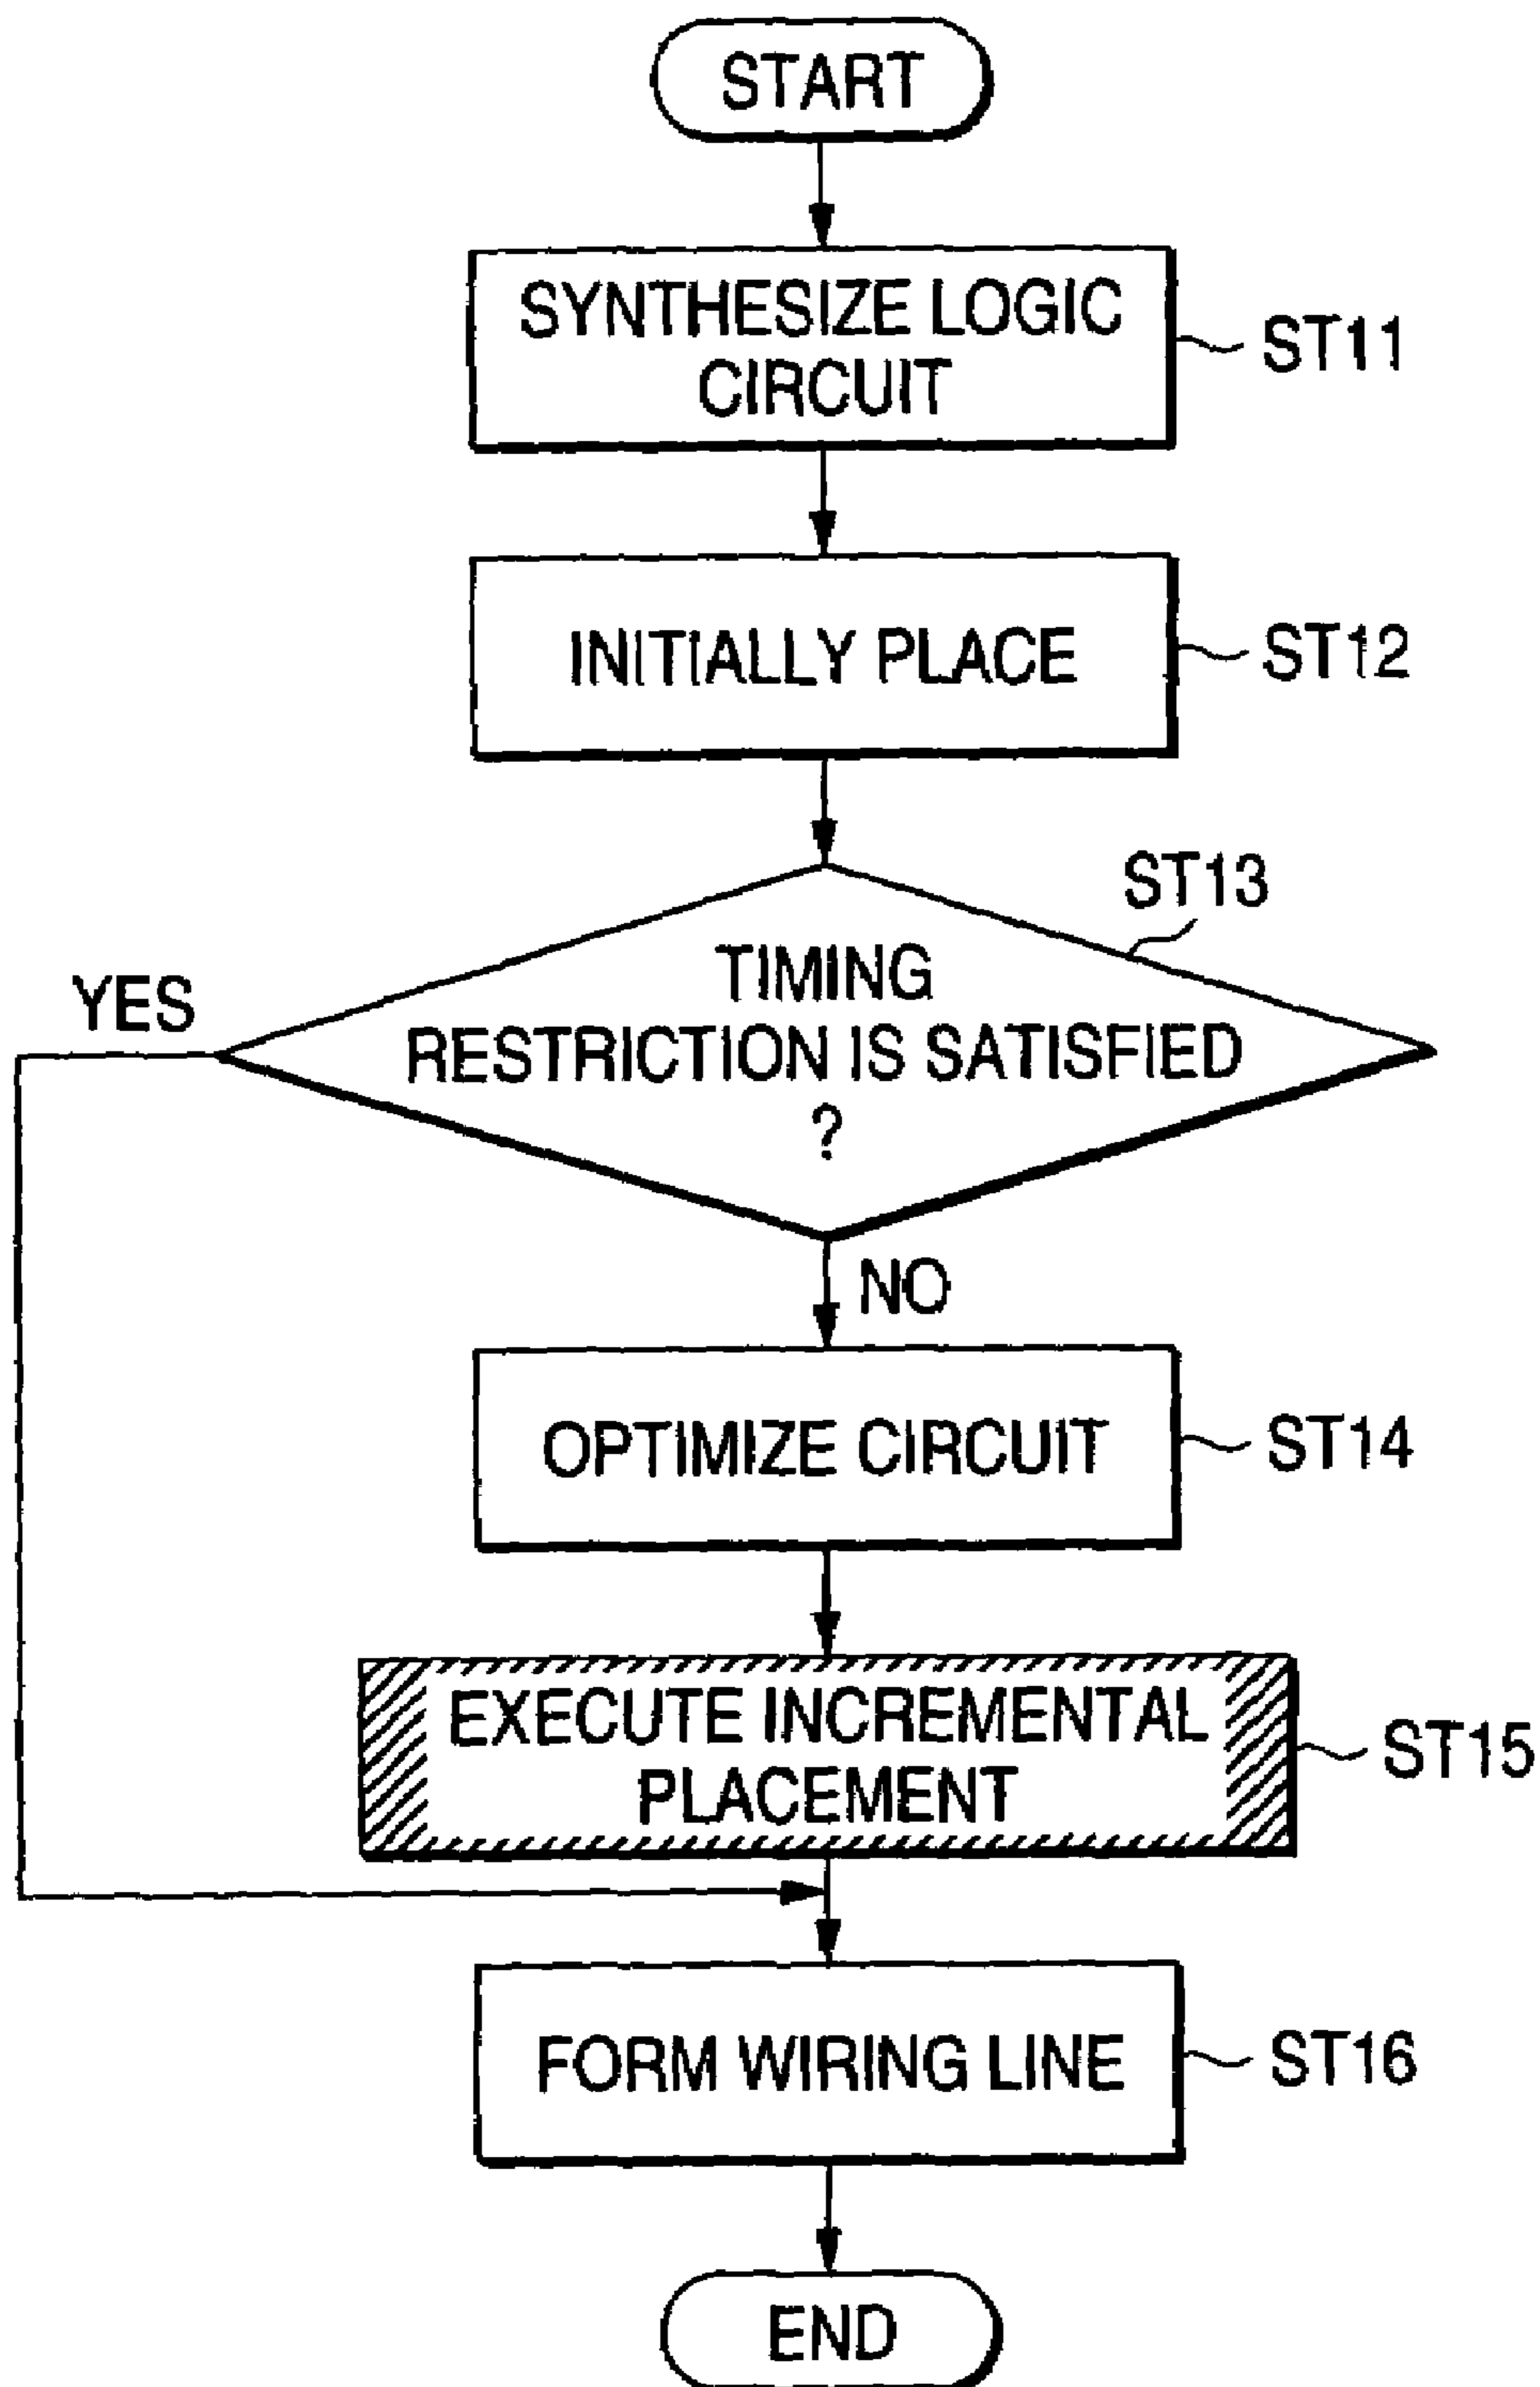 START
SYNTHESIZE LOGIC
CIRCUIT
ST11
INITIALLY PLACE
ST12
ST13
TIMING
RESTRICTION IS SATISFIED
?
YES
NO
OPTIMIZE CIRCUIT
ST14
EXECUTE INCREMENTAL
PLACEMENT
ST15
FORM WIRING LINE
ST16
END